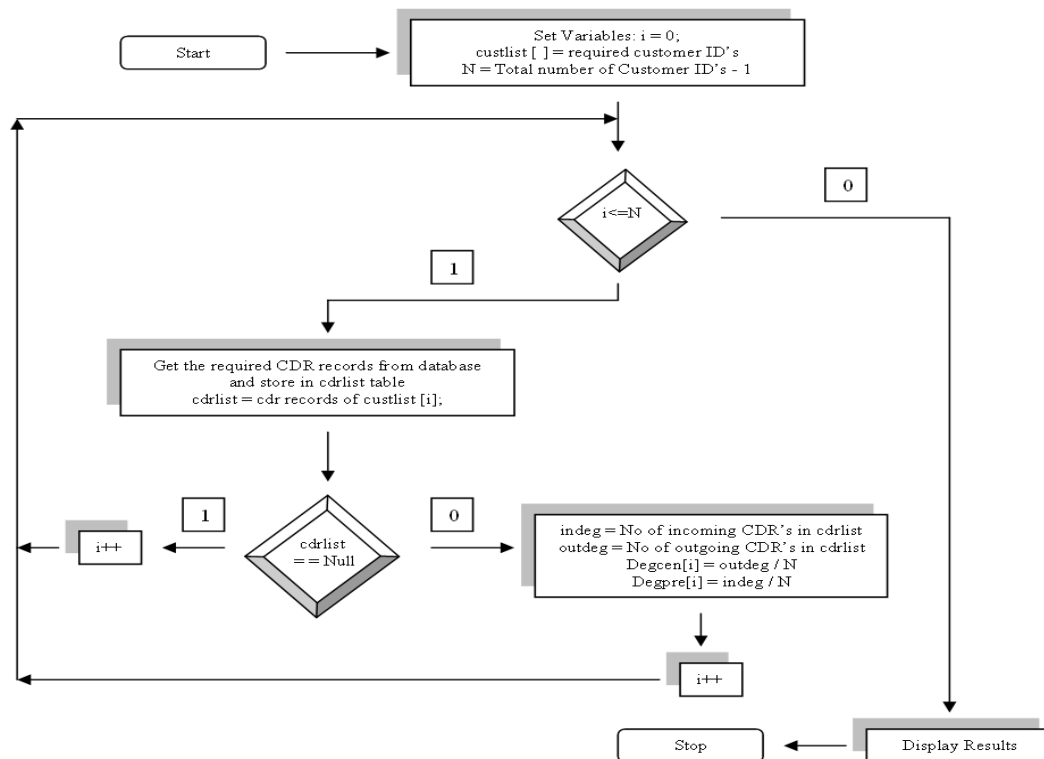 Start
Set Variables: i = 0;
custlist [ ] = required customer ID's
N = Total number of Customer ID's - 1
i<=N
0
1
Get the required CDR records from database
and store in cdrlist table
cdrlist = cdr records of custlist [i];
cdrlist
== Null
1
0
i++
indeg = No of incoming CDR's in cdrlist
outdeg = No of outgoing CDR's in cdrlist
Degcen[i] = outdeg / N
Degpre[i] = indeg / N
i++
Stop
Display Results